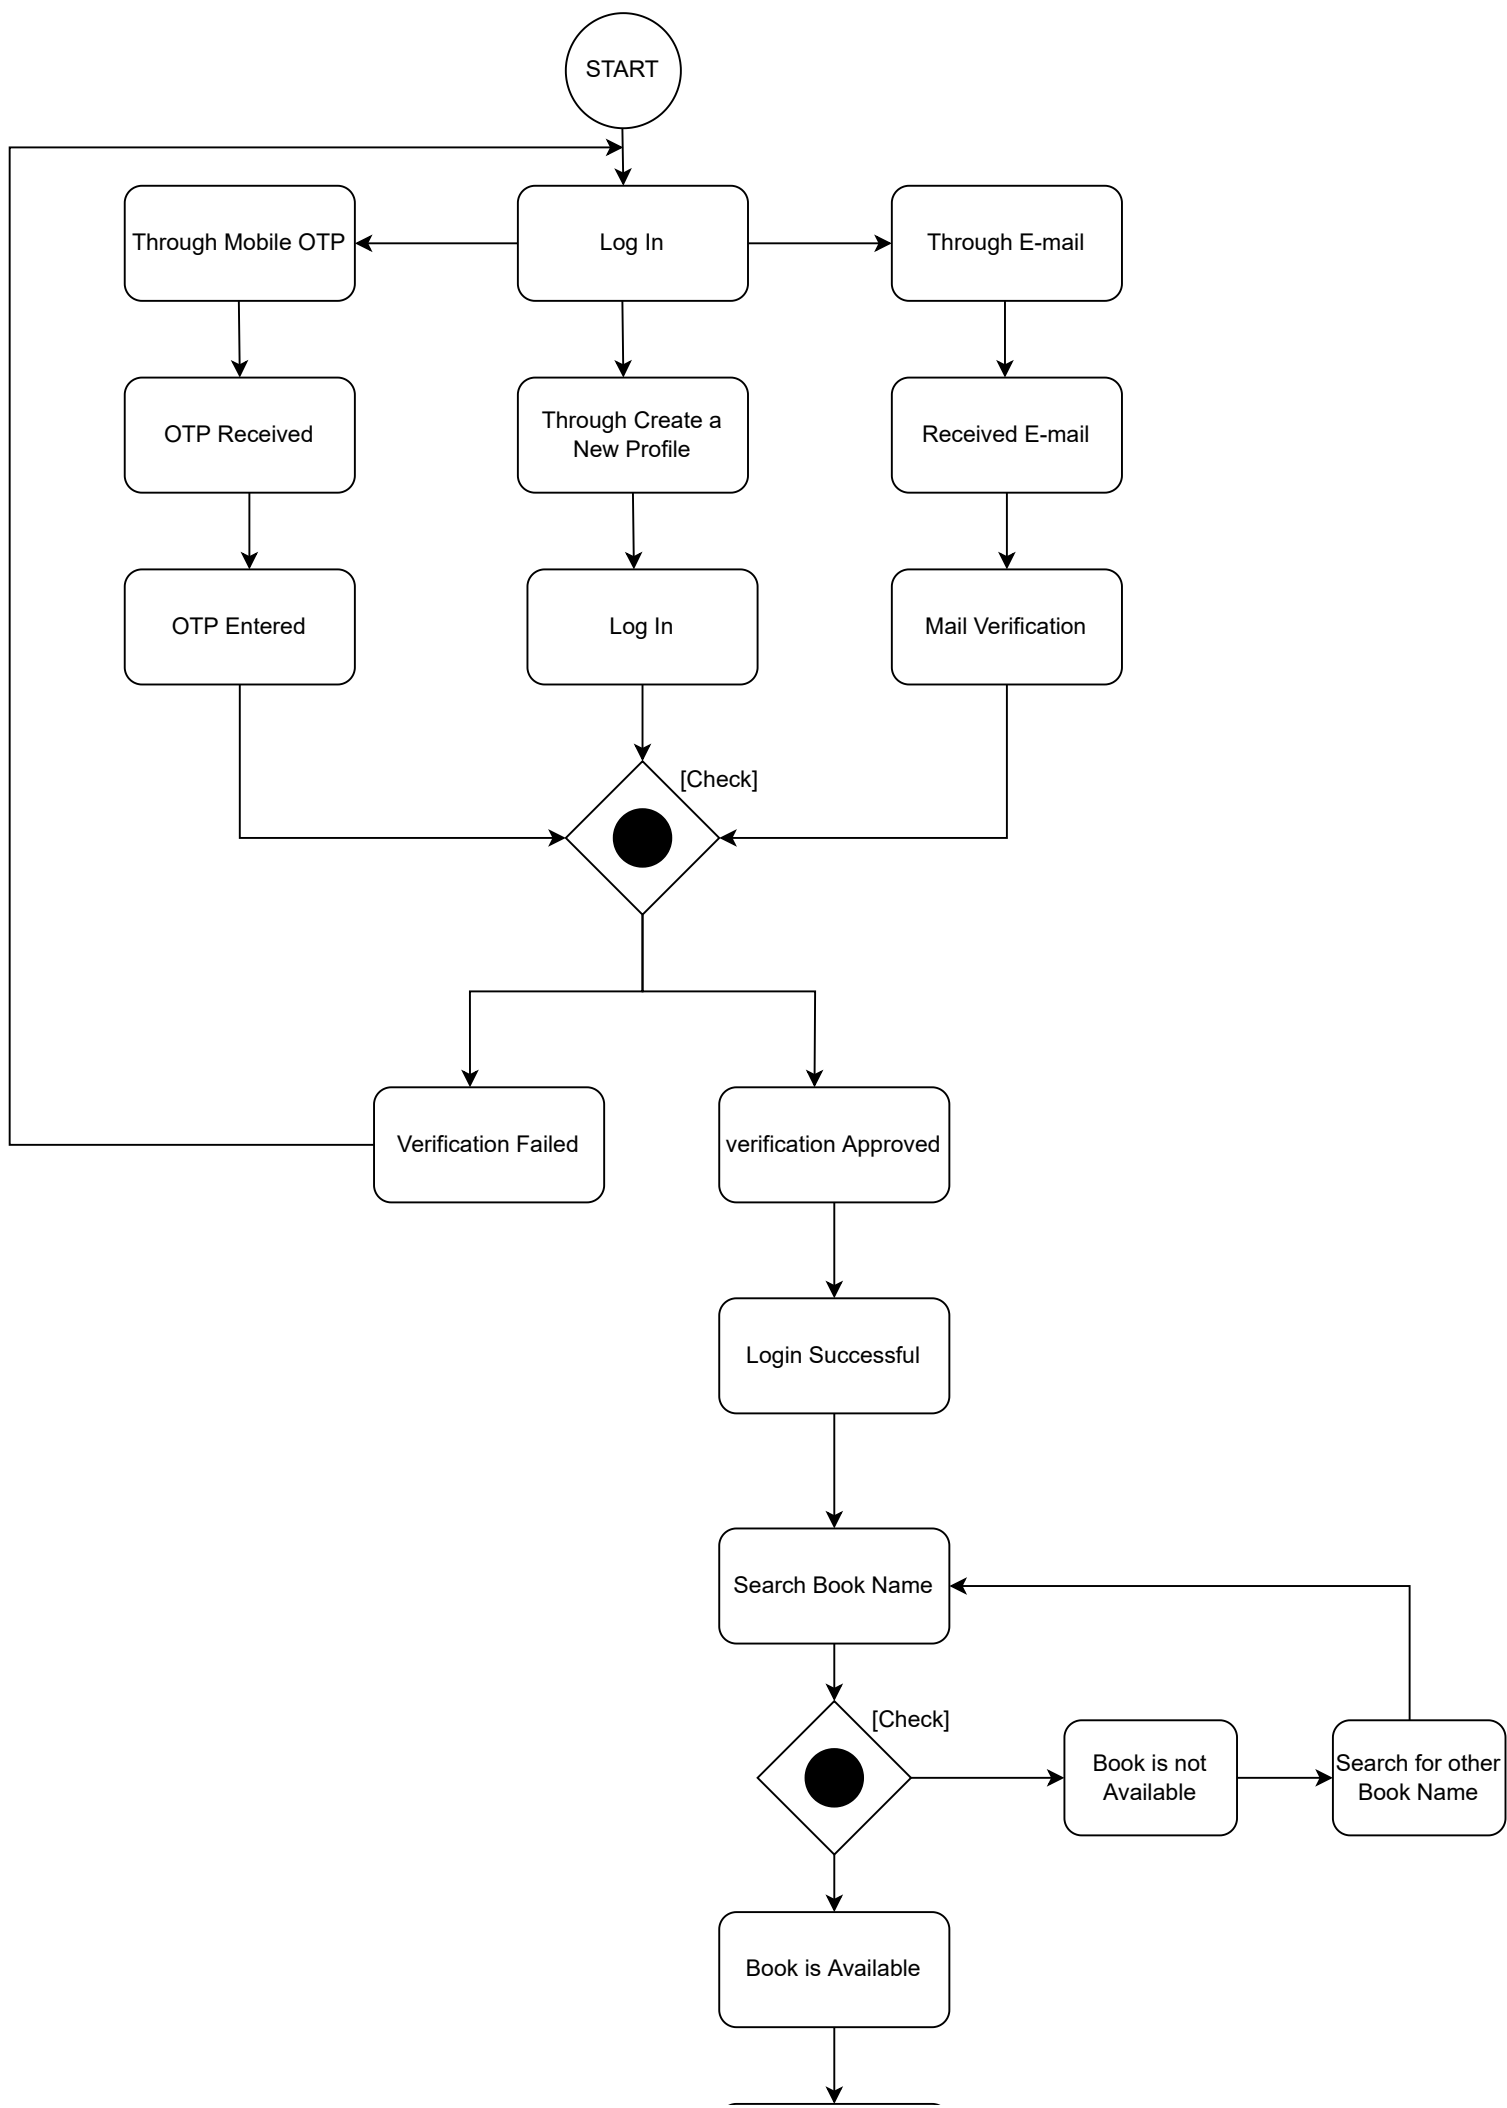 START
Through Mobile OTP
Log In
Through E-mail
OTP Received
Through Create a
New Profile
Received E-mail
OTP Entered
Log In
Mail Verification
[Check]
Verification Failed
verification Approved
Login Successful
Search Book Name
[Check]
Book is not
Available
Search for other
Book Name
Book is Available